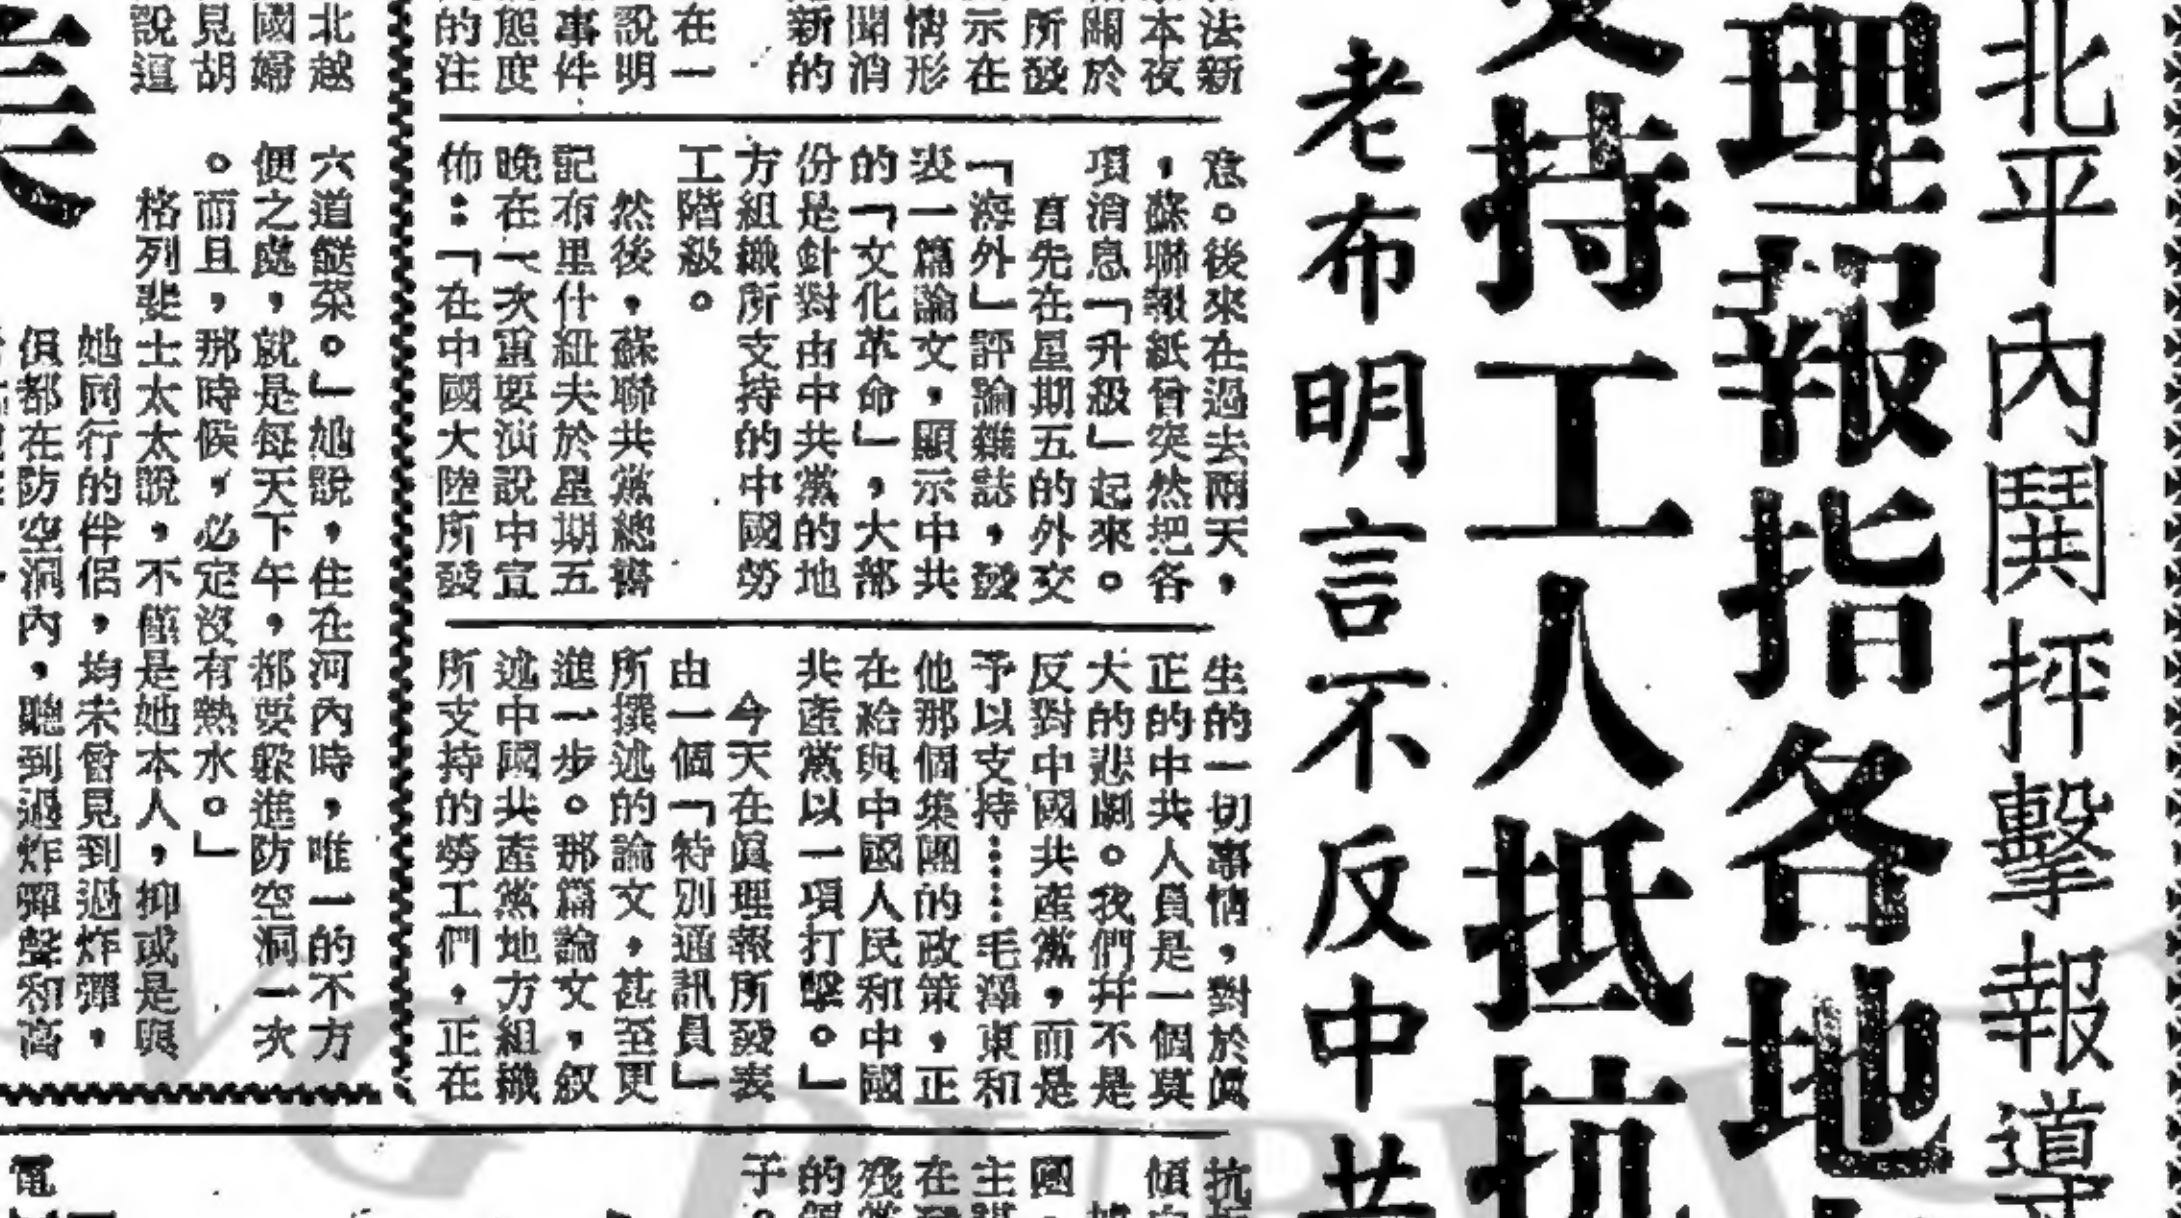 北平內鬨抨擊報導
理報指各地
支持工人抵抗
老布明言不反中共
法新
本夜
關於
所發
示在
情形
聞消
新的
在一
說明
事件
態度
的注
意。後來在過去兩天，
，蘇聯報紙曾突然把各
項消息「升級」起來。
首先在星期五的外交
「海外」評論雜誌，發
表一篇論文，顯示中共
的「文化革命」，大部
份是針對由中共黨的地
方組織所支持的中國勞
工階級。
然後，蘇聯共黨總書
記布里什紐夫於星期五
晚在一次重要演說中宣
佈：「在中國大陸所發
生的一切事情，對於眞
正的中共人員是一個莫
大的悲劇。我們幷不是
反對中國共產黨，而是
予以支持……毛澤東和
他那個集團的政策，正
在給與中國人民和中國
共產黨以一項打擊。」
今天在眞理報所發表
由一個「特別通訊員」
所撰述的論文，甚至更
進一步。那篇論文，叙
述中國共產黨地方組織
所支持的勞工們，正在
抗
傾向
國
主
在
殘
的
子。
北越
國婦
見胡
說道
六道餸菜。」她說，住在河內時，唯一的不方
便之處，就是每天下午，都要躱進防空洞一次
。而且，那時候，必定沒有熱水。」
格列斐士太太說，不僅是她本人，抑或是與
她同行的伴侶，均未曾見到過炸彈，
俱都在防空洞內，聽到過炸彈聲和高
電